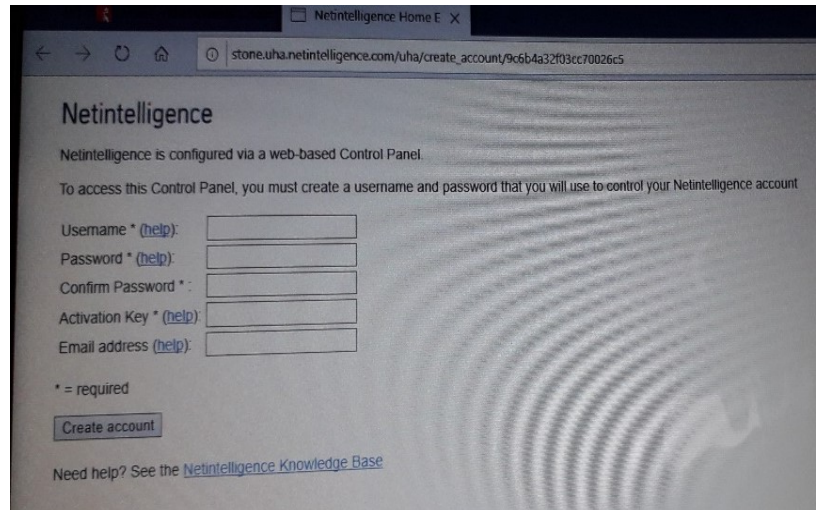 Netintelligence Home E X
stone.uha.netintelligence.com/uha/create_account/9c6b4a32f03cc70026c5
Netintelligence
Netintelligence is configured via a web-based Control Panel.
To access this Control Panel, you must create a username and password that you will use to control your Netintelligence account
Username * (help):
Password * (help):
Confirm Password * :
Activation Key * (help):
Email address (help):
* = required
Create account
Need help? See the Netintelligence Knowledge Base